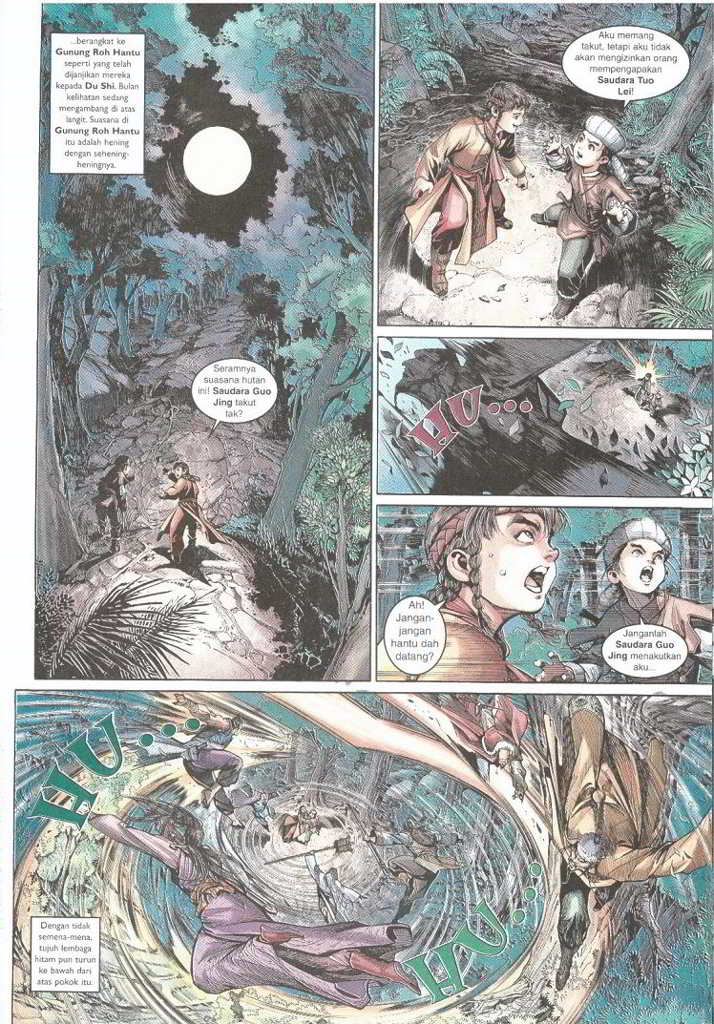 ...berangkat ke
Gunung Roh Hantu
seperti yang telah
dijanjikan mereka
kepada Du Shi. Bulan
kelihatan sedang
mengambang di atas
langit. Suasana di
Gunung Roh Hantu
itu adalah hening
dengan sehening-
heningnya.
Seramnya
suasana hutan
ini! Saudara Guo
Jing takut
tak?
Aku memang
takut, tetapi aku tidak
akan mengizinkan orang
mempengapakan
Saudara Tuo
Lei!
HU...
Ah!
Jangan-
jangan
hantu dah
datang?
Janganlah
Saudara Guo
Jing menakutkan
aku...
HU...
HU...
Dengan tidak
semena-mena,
tujuh lembaga
hitam pun turun
ke bawah dari
atas pokok itu.